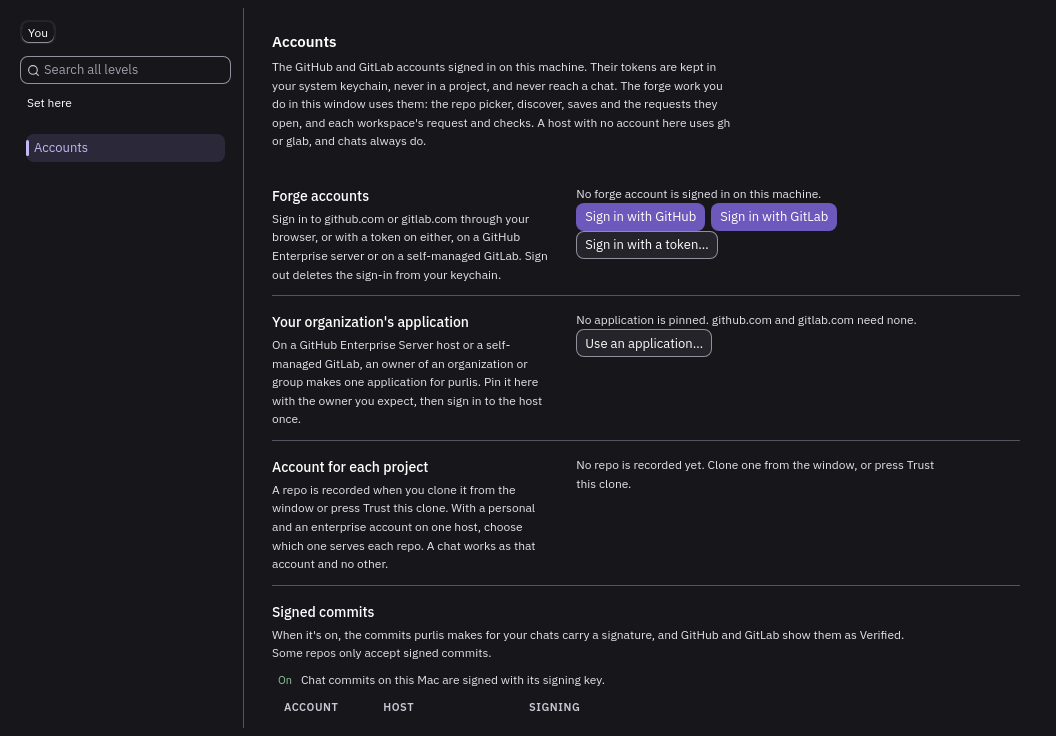 You
Search all levels
Set here
Accounts
Accounts
The GitHub and GitLab accounts signed in on this machine. Their tokens are kept in
your system keychain, never in a project, and never reach a chat. The forge work you
do in this window uses them: the repo picker, discover, saves and the requests they
open, and each workspace's request and checks. A host with no account here uses gh
or glab, and chats always do.
Forge accounts
Sign in to github.com or gitlab.com through your
browser, or with a token on either, on a GitHub
Enterprise server or on a self-managed GitLab. Sign
out deletes the sign-in from your keychain.
No forge account is signed in on this machine.
Sign in with GitHub
Sign in with GitLab
Sign in with a token...
Your organization's application
On a GitHub Enterprise Server host or a self-
managed GitLab, an owner of an organization or
group makes one application for purlis. Pin it here
with the owner you expect, then sign in to the host
once.
No application is pinned. github.com and gitlab.com need none.
Use an application...
Account for each project
A repo is recorded when you clone it from the
window or press Trust this clone. With a personal
and an enterprise account on one host, choose
which one serves each repo. A chat works as that
account and no other.
No repo is recorded yet. Clone one from the window, or press Trust
this clone.
Signed commits
When it's on, the commits purlis makes for your chats carry a signature, and GitHub and GitLab show them as Verified.
Some repos only accept signed commits.
On Chat commits on this Mac are signed with its signing key.
ACCOUNT HOST SIGNING